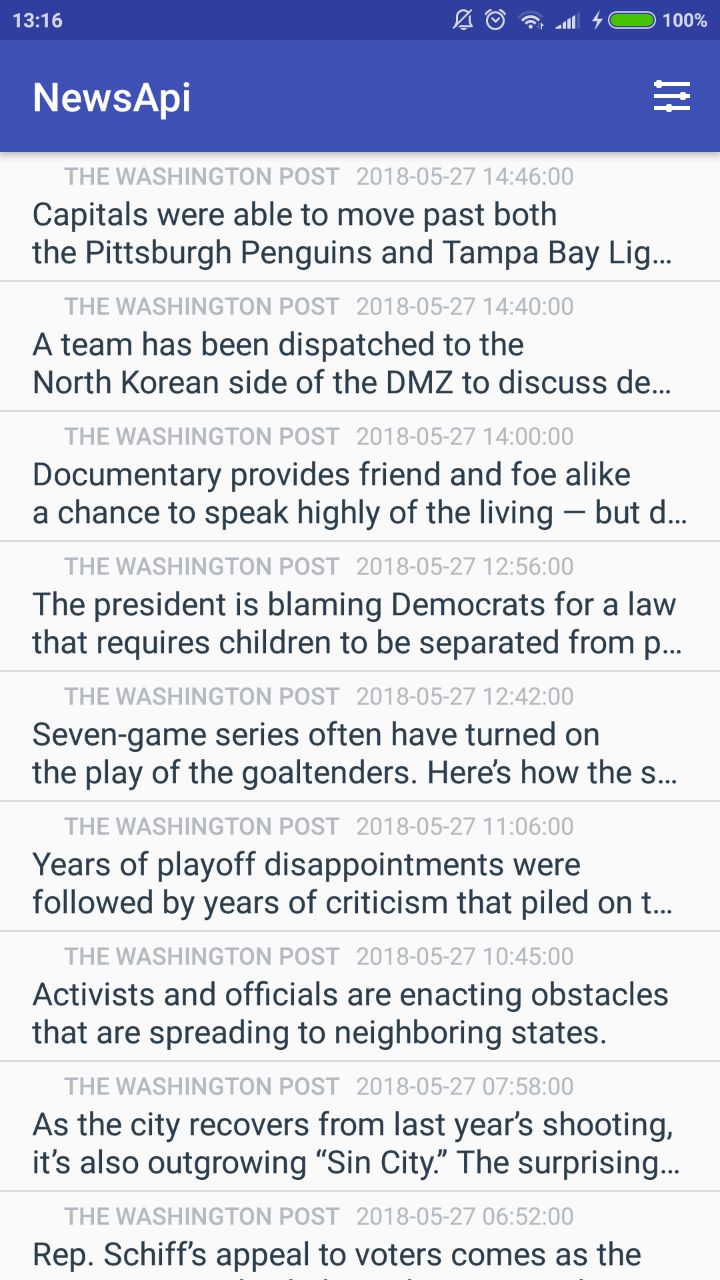 13:16 100%
NewsApi
THE WASHINGTON POST 2018-05-27 14:46:00
Capitals were able to move past both
the Pittsburgh Penguins and Tampa Bay Lig…
THE WASHINGTON POST 2018-05-27 14:40:00
A team has been dispatched to the
North Korean side of the DMZ to discuss de…
THE WASHINGTON POST 2018-05-27 14:00:00
Documentary provides friend and foe alike
a chance to speak highly of the living — but d…
THE WASHINGTON POST 2018-05-27 12:56:00
The president is blaming Democrats for a law
that requires children to be separated from p…
THE WASHINGTON POST 2018-05-27 12:42:00
Seven-game series often have turned on
the play of the goaltenders. Here’s how the s…
THE WASHINGTON POST 2018-05-27 11:06:00
Years of playoff disappointments were
followed by years of criticism that piled on t…
THE WASHINGTON POST 2018-05-27 10:45:00
Activists and officials are enacting obstacles
that are spreading to neighboring states.
THE WASHINGTON POST 2018-05-27 07:58:00
As the city recovers from last year’s shooting,
it’s also outgrowing “Sin City.” The surprising…
THE WASHINGTON POST 2018-05-27 06:52:00
Rep. Schiff’s appeal to voters comes as the